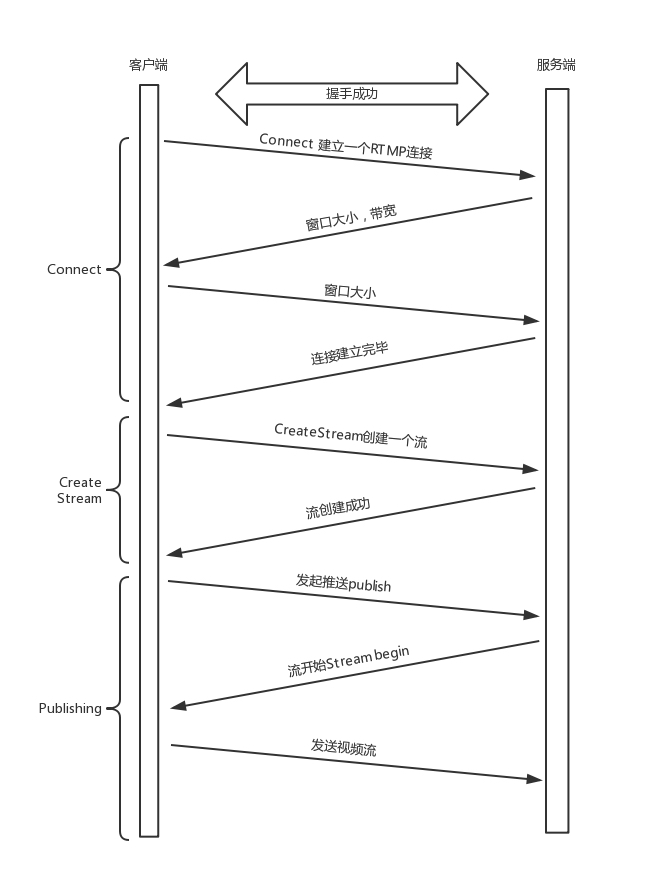 客户端
服务端
握手成功
Connect 建立一个RTMP连接
窗口大小，带宽
Connect
窗口大小
连接建立完毕
CreateStream创建一个流
Create
Stream
流创建成功
发起推送publish
流开始Stream begin
Publishing
发送视频流